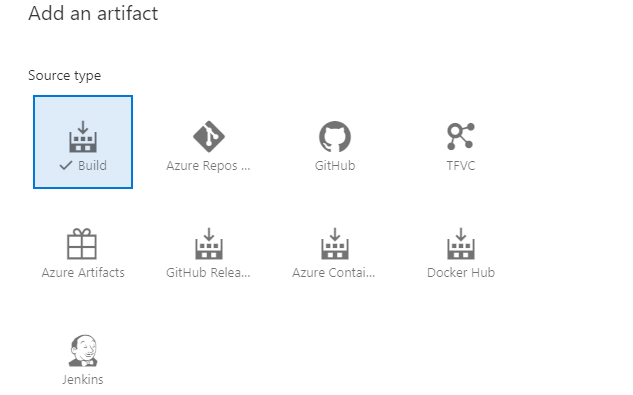 Add an artifact
Source type
Build
Azure Repos ...
GitHub
TFVC
Azure Artifacts
GitHub Relea...
Azure Contai...
Docker Hub
Jenkins